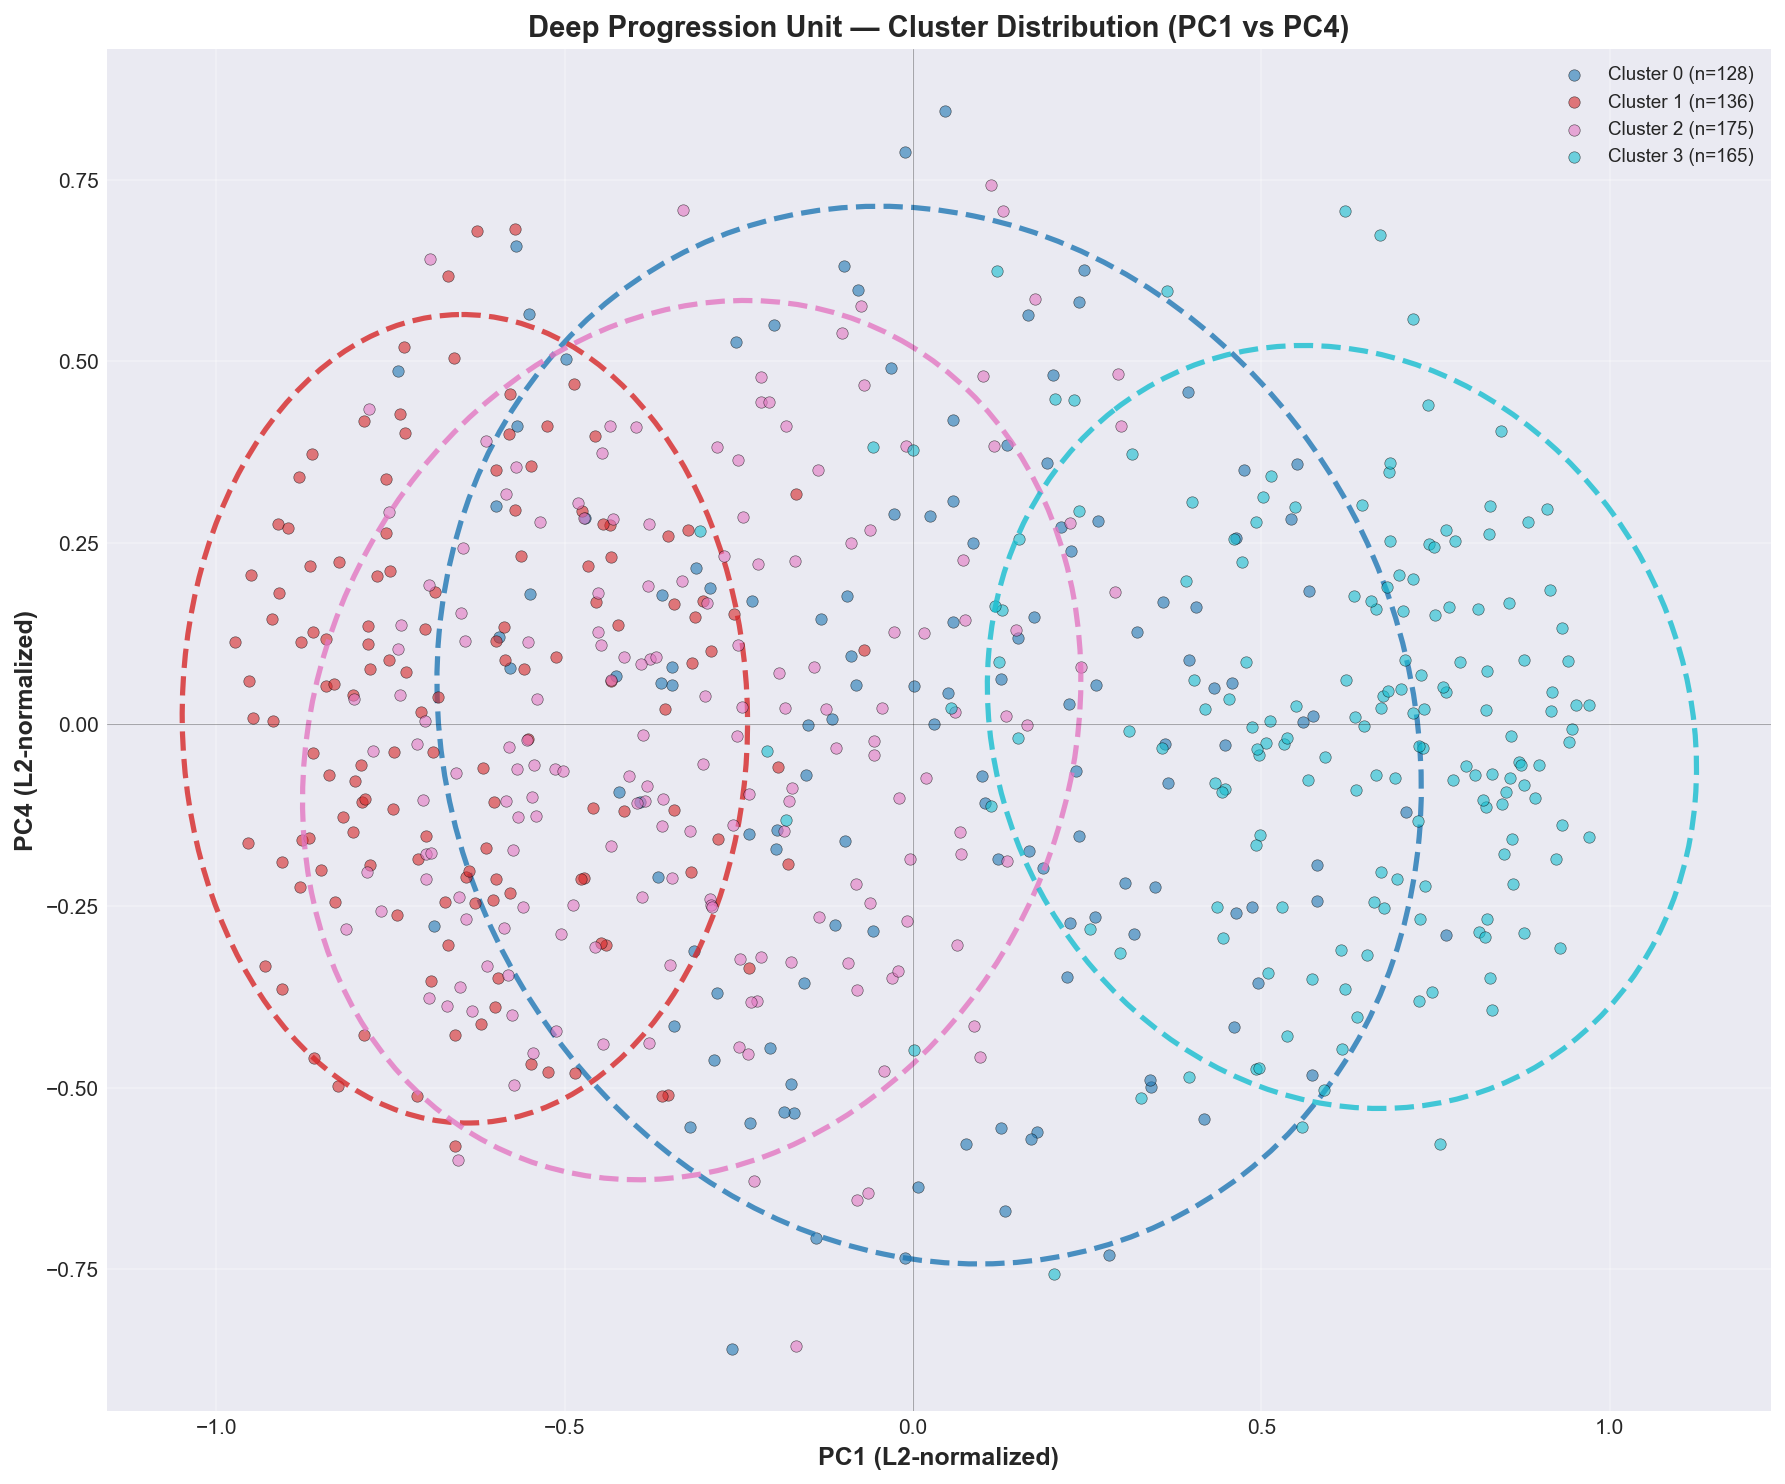 Deep Progression Unit — Cluster Distribution (PC1 vs PC4)
Cluster 0 (n=128)
Cluster 1 (n=136)
Cluster 2 (n=175)
Cluster 3 (n=165)
PC4 (L2-normalized)
0.75
0.50
0.25
0.00
−0.25
−0.50
−0.75
−1.0
−0.5
0.0
0.5
1.0
PC1 (L2-normalized)